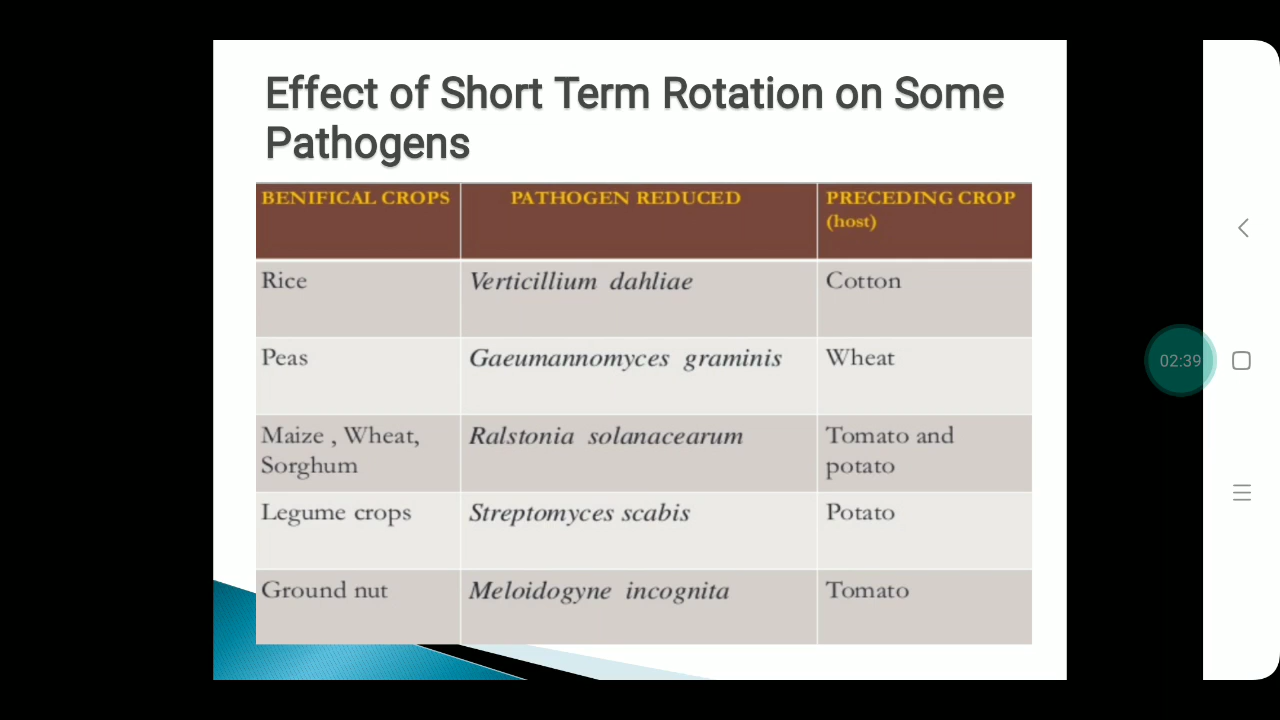 Effect of Short Term Rotation on Some
Pathogens
BENIFICAL CROPS PATHOGEN REDUCED PRECEDING CROP
(host)
Rice Verticillium dahliae Cotton
Peas Gaeumannomyces graminis Wheat
Maize , Wheat, Ralstonia solanacearum Tomato and
Sorghum potato
Legume crops Streptomyces scabis Potato
Ground nut Meloidogyne incognita Tomato
02:39